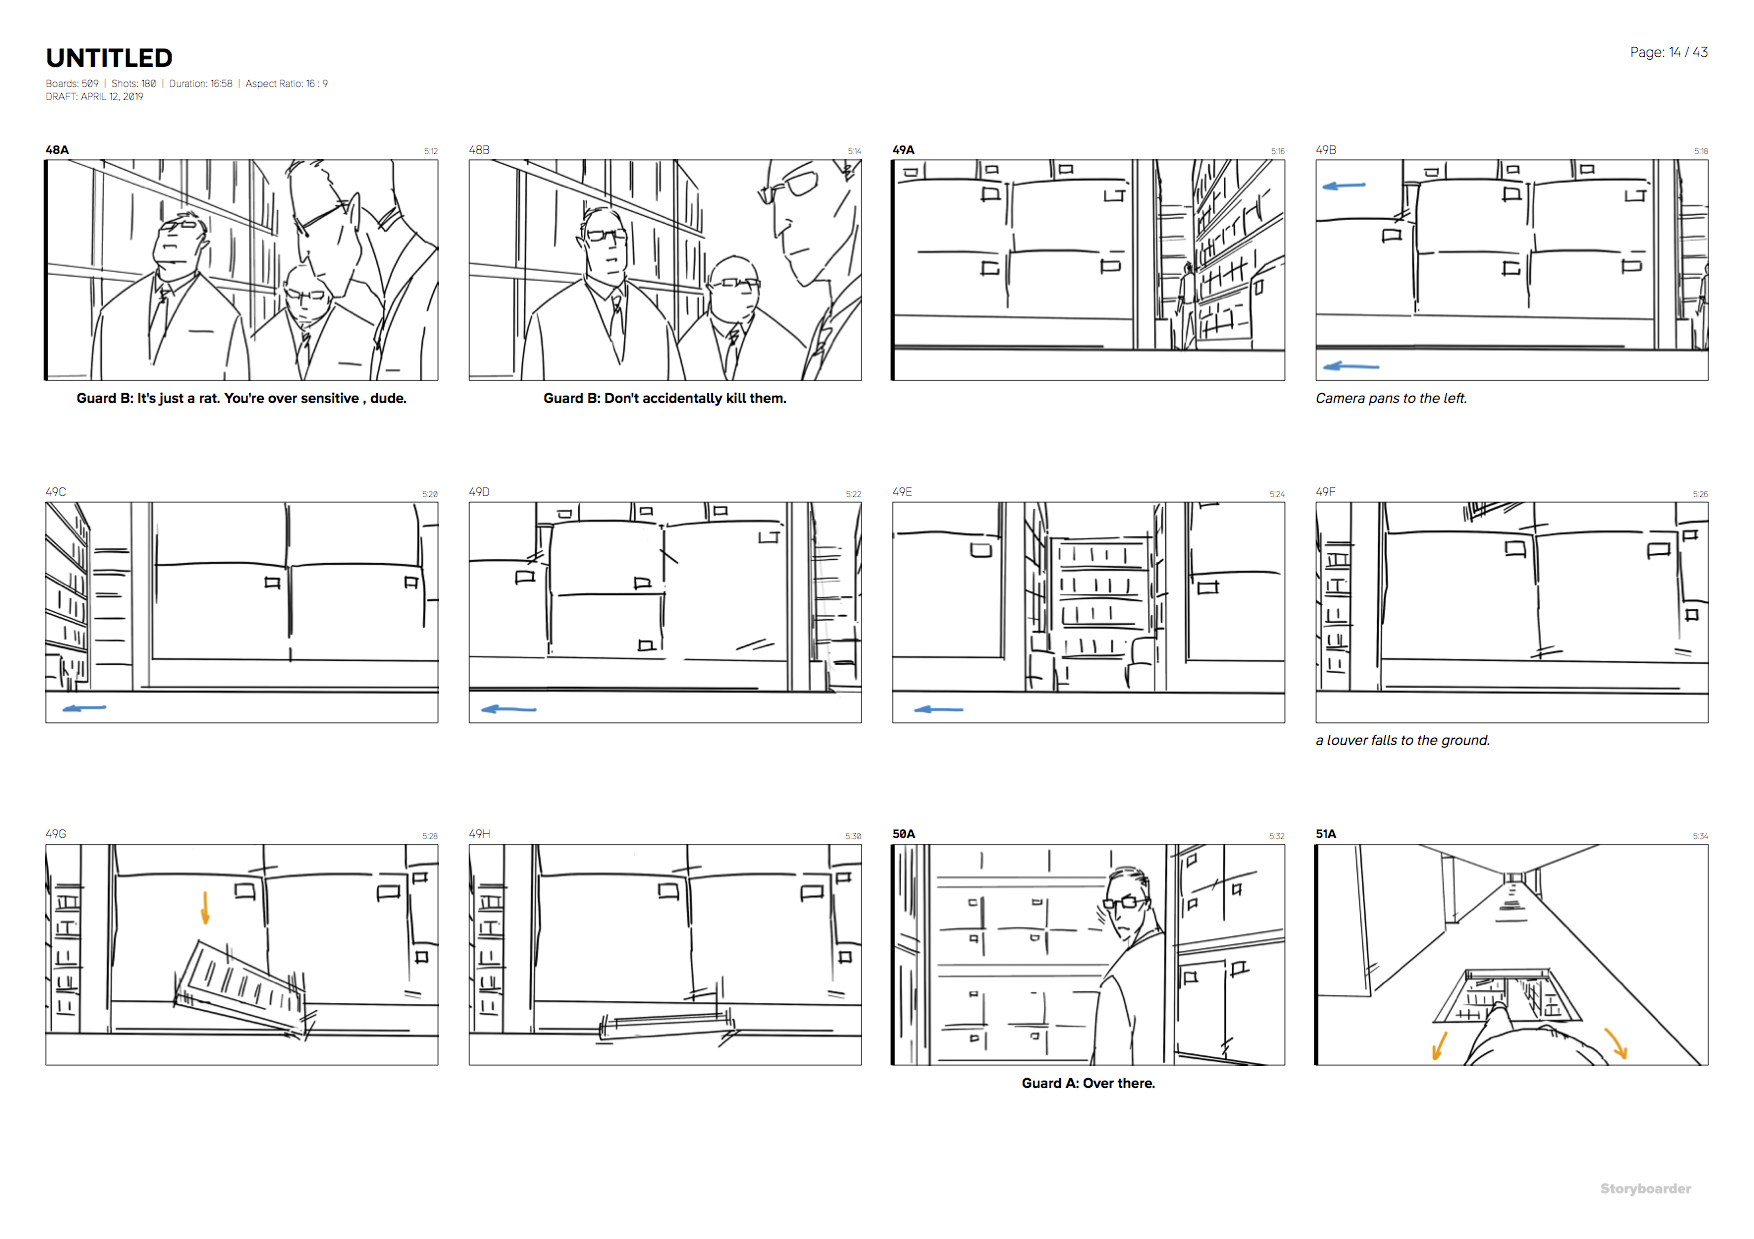 UNTITLED
Page: 14 / 43
Boards: 509 | Shots: 180 | Duration: 16:58 | Aspect Ratio: 16 : 9
DRAFT: APRIL 12, 2019
48A 5:12
48B 5:14
49A 5:16
49B 5:18
Guard B: It's just a rat. You're over sensitive , dude.
Guard B: Don't accidentally kill them.
Camera pans to the left.
49C 5:20
49D 5:22
49E 5:24
49F 5:26
a louver falls to the ground.
49G 5:28
49H 5:30
50A 5:32
51A 5:34
Guard A: Over there.
Storyboarder